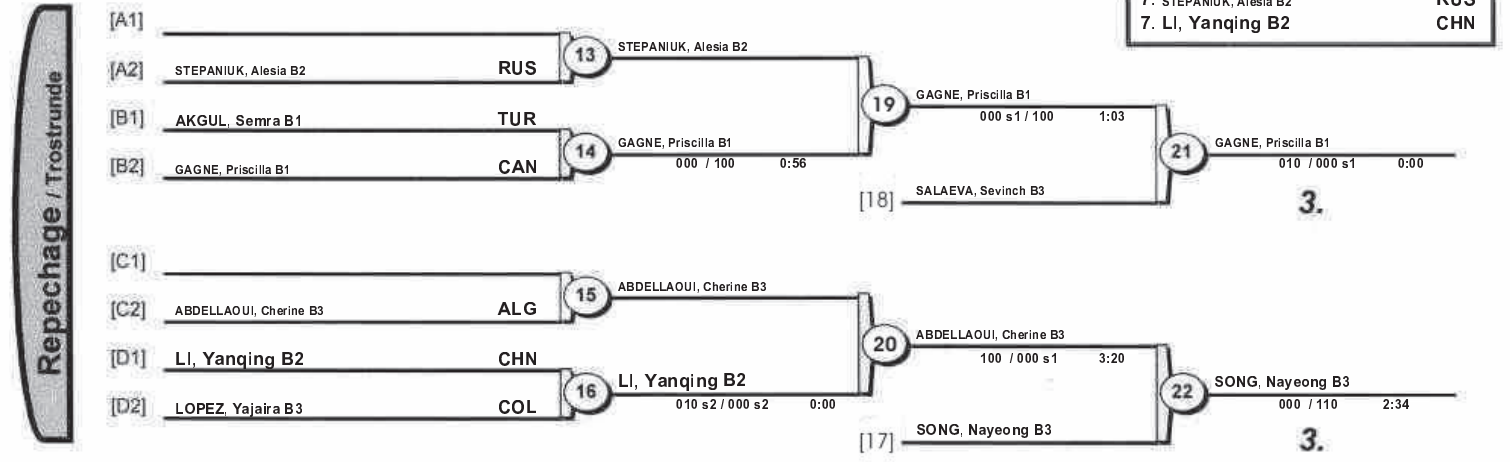 7. STEPANIUK, Alesia B2 RUS
7. LI, Yanqing B2 CHN
Repechage / Trostrunde
[A1]
13
STEPANIUK, Alesia B2
[A2] STEPANIUK, Alesia B2 RUS
19
GAGNE, Priscilla B1
000 s1 / 100 1:03
[B1] AKGUL, Semra B1 TUR
14
GAGNE, Priscilla B1
000 / 100 0:56
[B2] GAGNE, Priscilla B1 CAN
21
GAGNE, Priscilla B1
010 / 000 s1 0:00
[18] SALAEVA, Sevinch B3
3.
[C1]
15
ABDELLAOUI, Cherine B3
[C2] ABDELLAOUI, Cherine B3 ALG
20
ABDELLAOUI, Cherine B3
100 / 000 s1 3:20
[D1] LI, Yanqing B2 CHN
16
LI, Yanqing B2
010 s2 / 000 s2 0:00
[D2] LOPEZ, Yajaira B3 COL
22
SONG, Nayeong B3
000 / 110 2:34
[17] SONG, Nayeong B3
3.